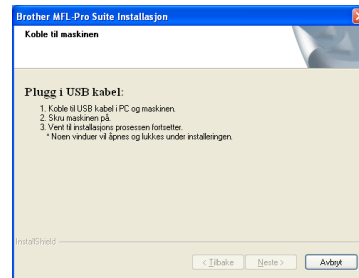 Brother MFL-Pro Suite Installasjon
Koble til maskinen
Plugg i USB kabel:
1. Koble til USB kabel i PC og maskinen.
2. Skru maskinen på.
3. Vent til installasjons prosessen fortsetter.
* Noen vinduer vil åpnes og lukkes under installeringen.
InstallShield
< Tilbake Neste > Avbryt